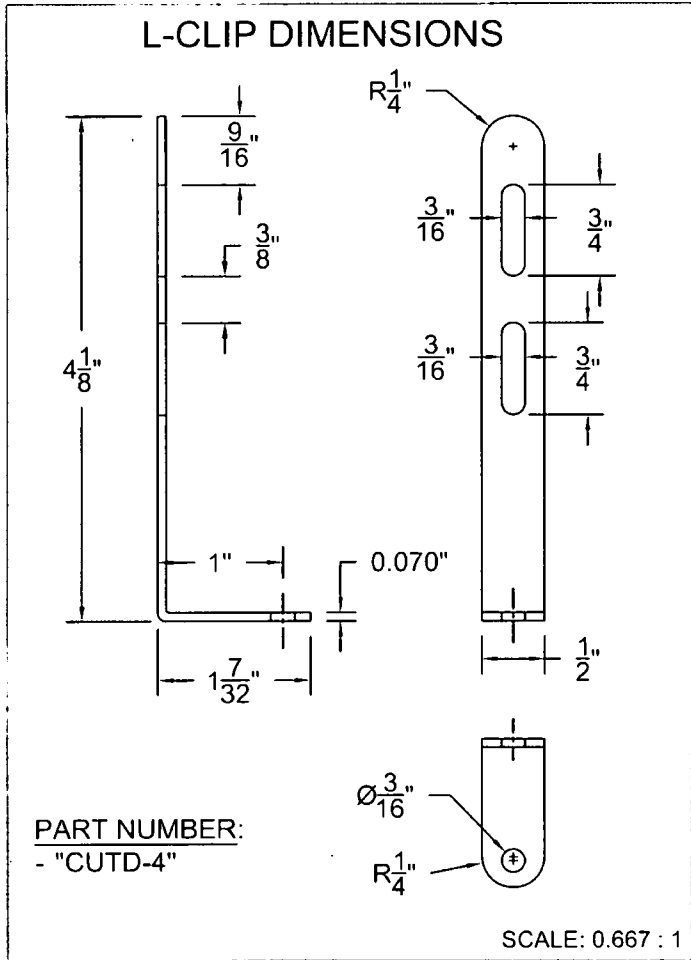 L-CLIP DIMENSIONS
R1/4"
9/16"
3/16"
3/4"
3/8"
3/16"
3/4"
4 1/8"
1"
0.070"
1 7/32"
1/2"
Ø3/16"
R1/4"
PART NUMBER:
- "CUTD-4"
SCALE: 0.667 : 1